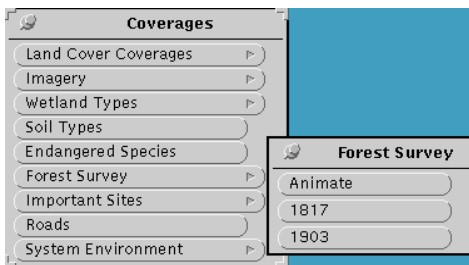 Coverages
Land Cover Coverages
Imagery
Wetland Types
Soil Types
Endangered Species
Forest Survey
Important Sites
Roads
System Environment
Forest Survey
Animate
1817
1903